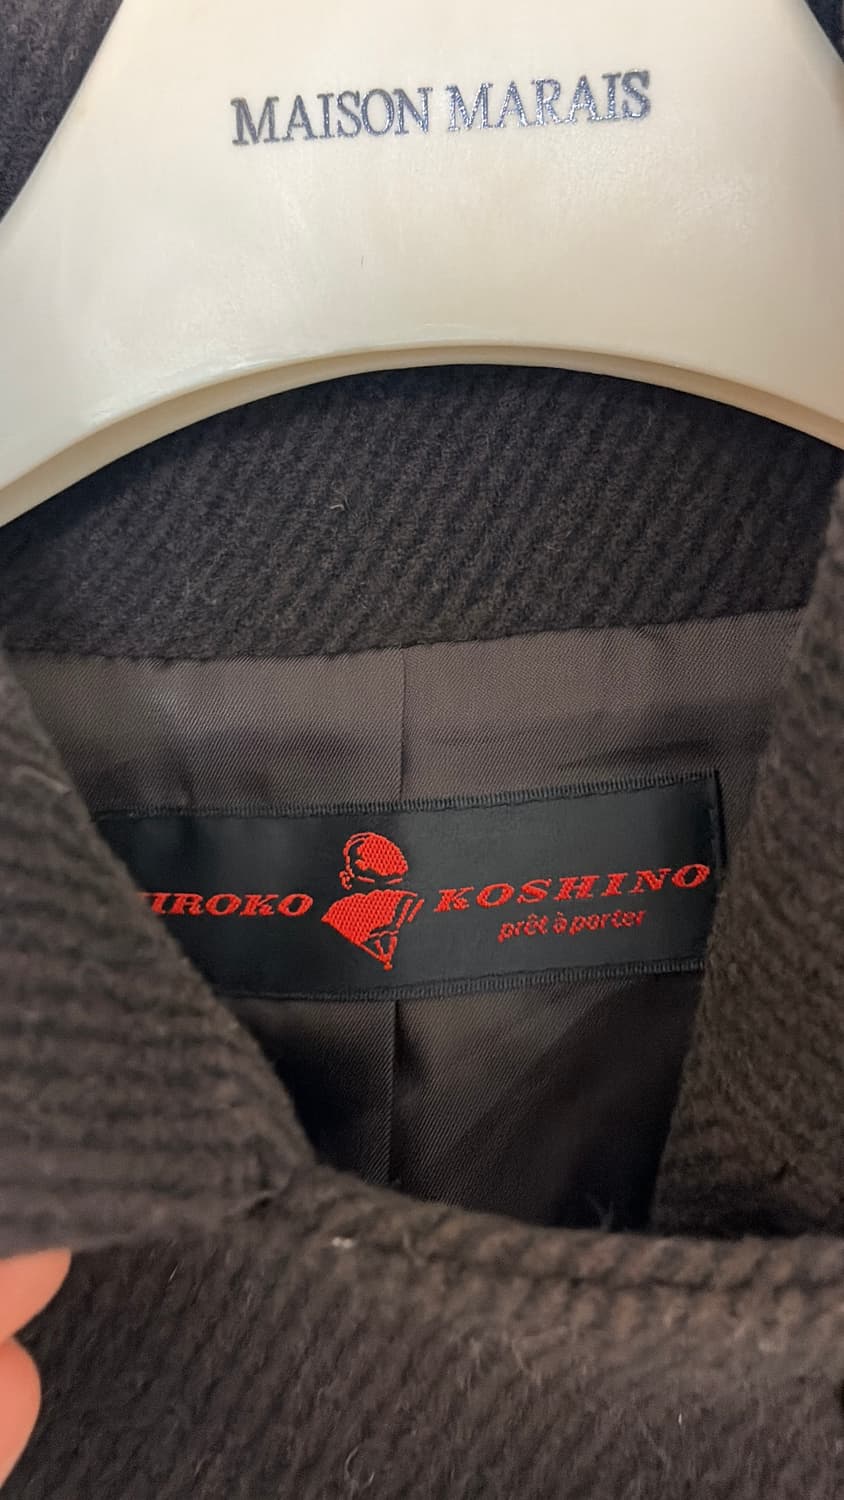 MAISON MARAIS
IROKO KOSHINO
prêt à porter